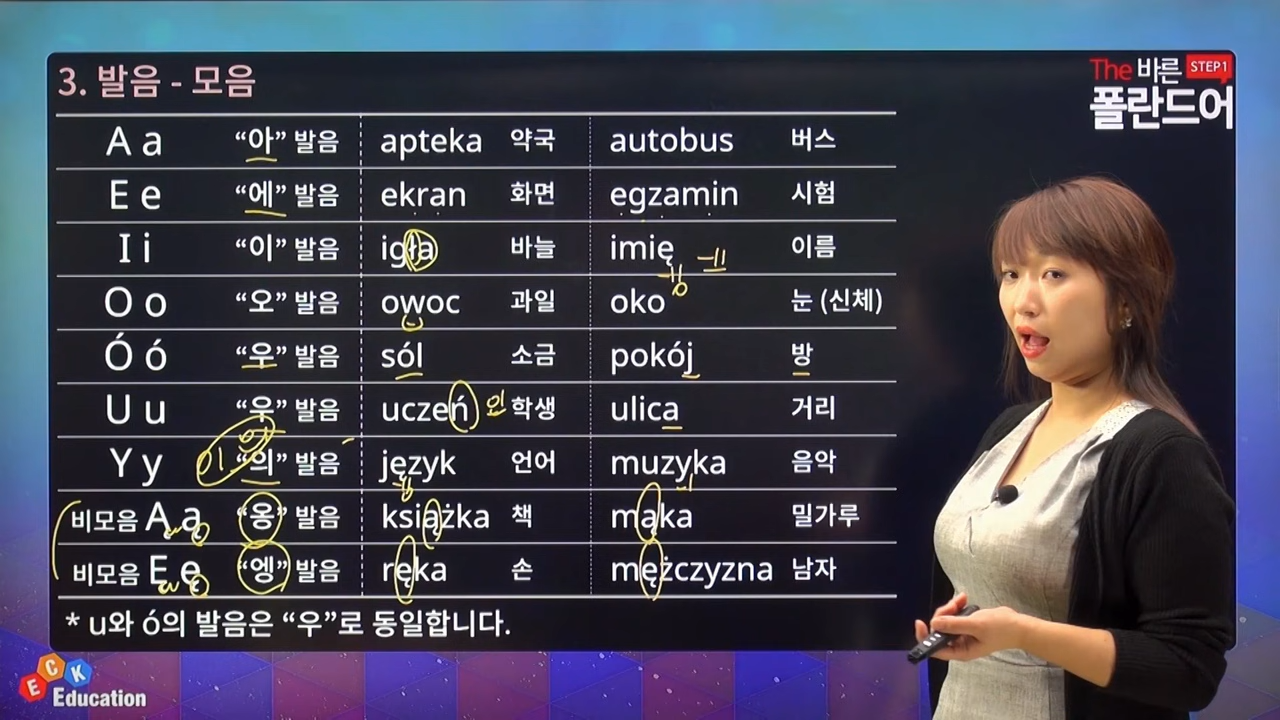 3. 발음 - 모음
The 바른 STEP1
폴란드어
A a “아” 발음 apteka 약국 autobus 버스
E e “에” 발음 ekran 화면 egzamin 시험
I i “이” 발음 igła 바늘 imię 이름
O o “오” 발음 owoc 과일 oko 눈 (신체)
Ó ó “우” 발음 sól 소금 pokój 방
U u “우” 발음 uczeń 인 학생 ulica 거리
Y y “의” 발음 język 언어 muzyka 음악
비모음 Ą ą “옹” 발음 książka 책 mąka 밀가루
비모음 Ę ę “엥” 발음 ręka 손 mężczyzna 남자
* u와 ó의 발음은 “우”로 동일합니다.
ECK
Education